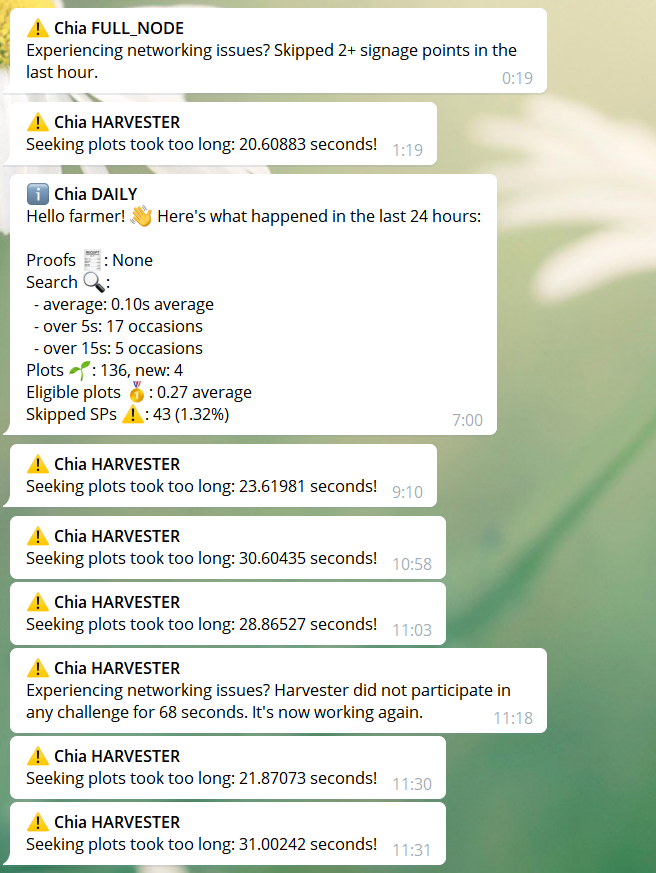 ⚠️ Chia FULL_NODE
Experiencing networking issues? Skipped 2+ signage points in the
last hour.
0:19
⚠️ Chia HARVESTER
Seeking plots took too long: 20.60883 seconds!
1:19
ℹ️ Chia DAILY
Hello farmer! 👋 Here's what happened in the last 24 hours:
Proofs 🧾: None
Search 🔍:
- average: 0.10s average
- over 5s: 17 occasions
- over 15s: 5 occasions
Plots 🌱: 136, new: 4
Eligible plots 🥇: 0.27 average
Skipped SPs ⚠️: 43 (1.32%)
7:00
⚠️ Chia HARVESTER
Seeking plots took too long: 23.61981 seconds!
9:10
⚠️ Chia HARVESTER
Seeking plots took too long: 30.60435 seconds!
10:58
⚠️ Chia HARVESTER
Seeking plots took too long: 28.86527 seconds!
11:03
⚠️ Chia HARVESTER
Experiencing networking issues? Harvester did not participate in
any challenge for 68 seconds. It's now working again.
11:18
⚠️ Chia HARVESTER
Seeking plots took too long: 21.87073 seconds!
11:30
⚠️ Chia HARVESTER
Seeking plots took too long: 31.00242 seconds!
11:31